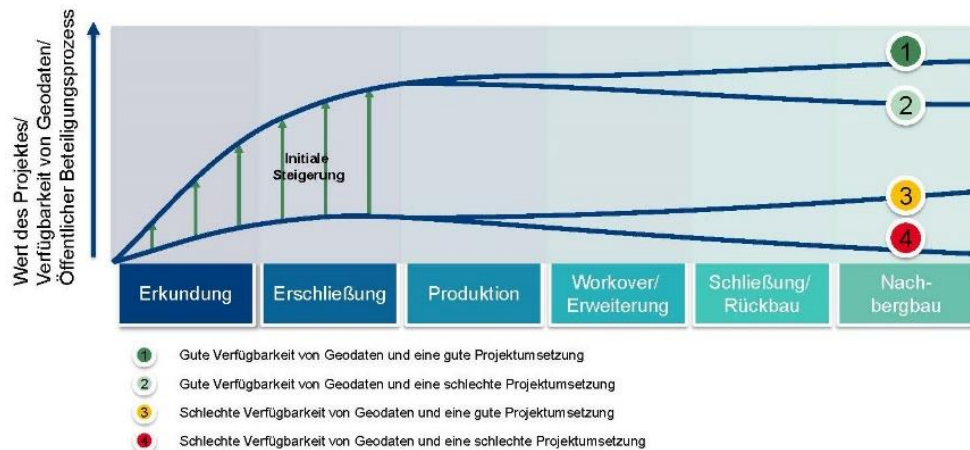 Wert des Projektes/
Verfügbarkeit von Geodaten/
Öffentlicher Beteiligungsprozess
1
2
Initiale
Steigerung
3
4
Erkundung
Erschließung
Produktion
Workover/
Erweiterung
Schließung/
Rückbau
Nach-
bergbau
1 Gute Verfügbarkeit von Geodaten und eine gute Projektumsetzung
2 Gute Verfügbarkeit von Geodaten und eine schlechte Projektumsetzung
3 Schlechte Verfügbarkeit von Geodaten und eine gute Projektumsetzung
4 Schlechte Verfügbarkeit von Geodaten und eine schlechte Projektumsetzung